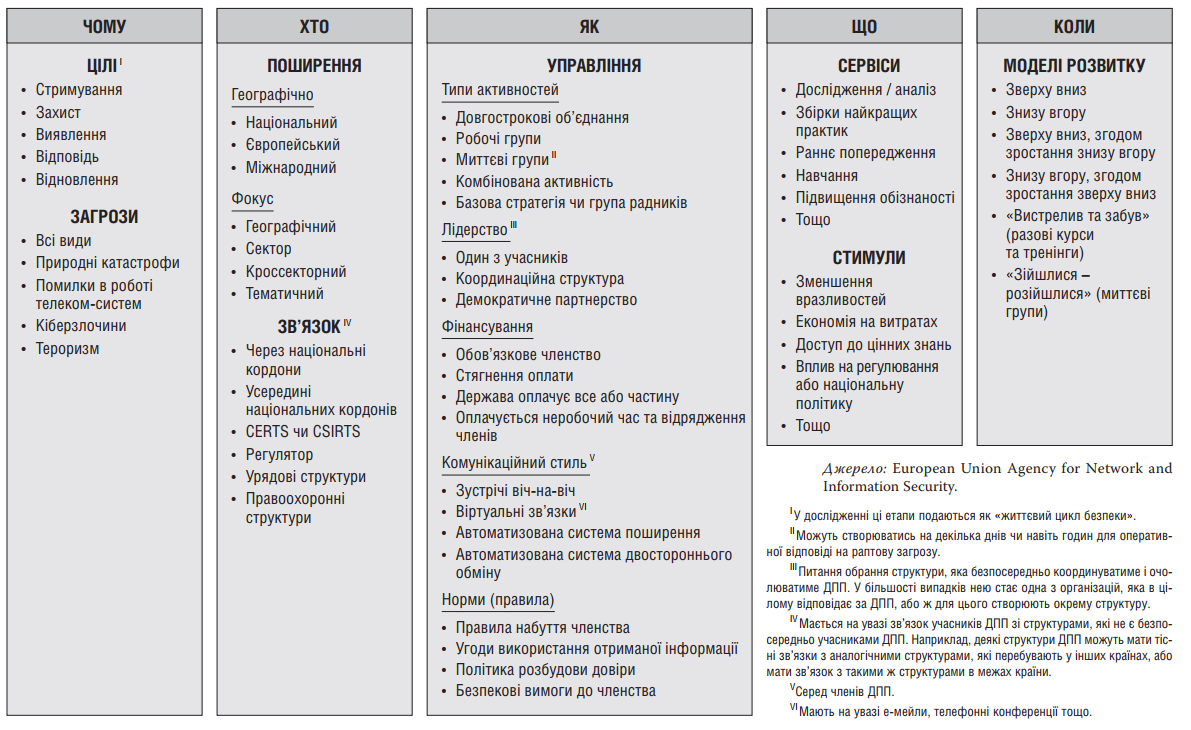 ЧОМУ
ЦІЛІ I
• Стримування
• Захист
• Виявлення
• Відповідь
• Відновлення
ЗАГРОЗИ
• Всі види
• Природні катастрофи
• Помилки в роботі
телеком-систем
• Кіберзлочини
• Тероризм
ХТО
ПОШИРЕННЯ
Географічно
• Національний
• Європейський
• Міжнародний
Фокус
• Географічний
• Сектор
• Кроссекторний
• Тематичний
ЗВ’ЯЗОК IV
• Через національні
кордони
• Усередині
національних кордонів
• CERTS чи CSIRTS
• Регулятор
• Урядові структури
• Правоохоронні
структури
ЯК
УПРАВЛІННЯ
Типи активностей
• Довгострокові об’єднання
• Робочі групи
• Миттєві групи II
• Комбінована активність
• Базова стратегія чи група радників
Лідерство III
• Один з учасників
• Координаційна структура
• Демократичне партнерство
Фінансування
• Обов’язкове членство
• Стягнення оплати
• Держава оплачує все або частину
• Оплачується неробочий час та відрядження
членів
Комунікаційний стиль V
• Зустрічі віч-на-віч
• Віртуальні зв’язки VI
• Автоматизована система поширення
• Автоматизована система двостороннього
обміну
Норми (правила)
• Правила набуття членства
• Угоди використання отриманої інформації
• Політика розбудови довіри
• Безпекові вимоги до членства
ЩО
СЕРВІСИ
• Дослідження / аналіз
• Збірки найкращих
практик
• Раннє попередження
• Навчання
• Підвищення обізнаності
• Тощо
СТИМУЛИ
• Зменшення
вразливостей
• Економія на витратах
• Доступ до цінних знань
• Вплив на регулювання
або національну
політику
• Тощо
КОЛИ
МОДЕЛІ РОЗВИТКУ
• Зверху вниз
• Знизу вгору
• Зверху вниз, згодом
зростання знизу вгору
• Знизу вгору, згодом
зростання зверху вниз
• «Вистрелив та забув»
(разові курси
та тренінги)
• «Зійшлися –
розійшлися» (миттєві
групи)
Джерело: European Union Agency for Network and
Information Security.
I У дослідженні ці етапи подаються як «життєвий цикл безпеки».
II Можуть створюватись на декілька днів чи навіть годин для оператив-
ної відповіді на раптову загрозу.
III Питання обрання структури, яка безпосередньо координуватиме і очо-
люватиме ДПП. У більшості випадків нею стає одна з організацій, яка в ці-
лому відповідає за ДПП, або ж для цього створюють окрему структуру.
IV Мається на увазі зв’язок учасників ДПП зі структурами, які не є безпо-
середньо учасниками ДПП. Наприклад, деякі структури ДПП можуть мати тіс-
ні зв’язки з аналогічними структурами, які перебувають у інших країнах, або
мати зв’язок з такими ж структурами в межах країни.
V Серед членів ДПП.
VI Мають на увазі е-мейли, телефонні конференції тощо.